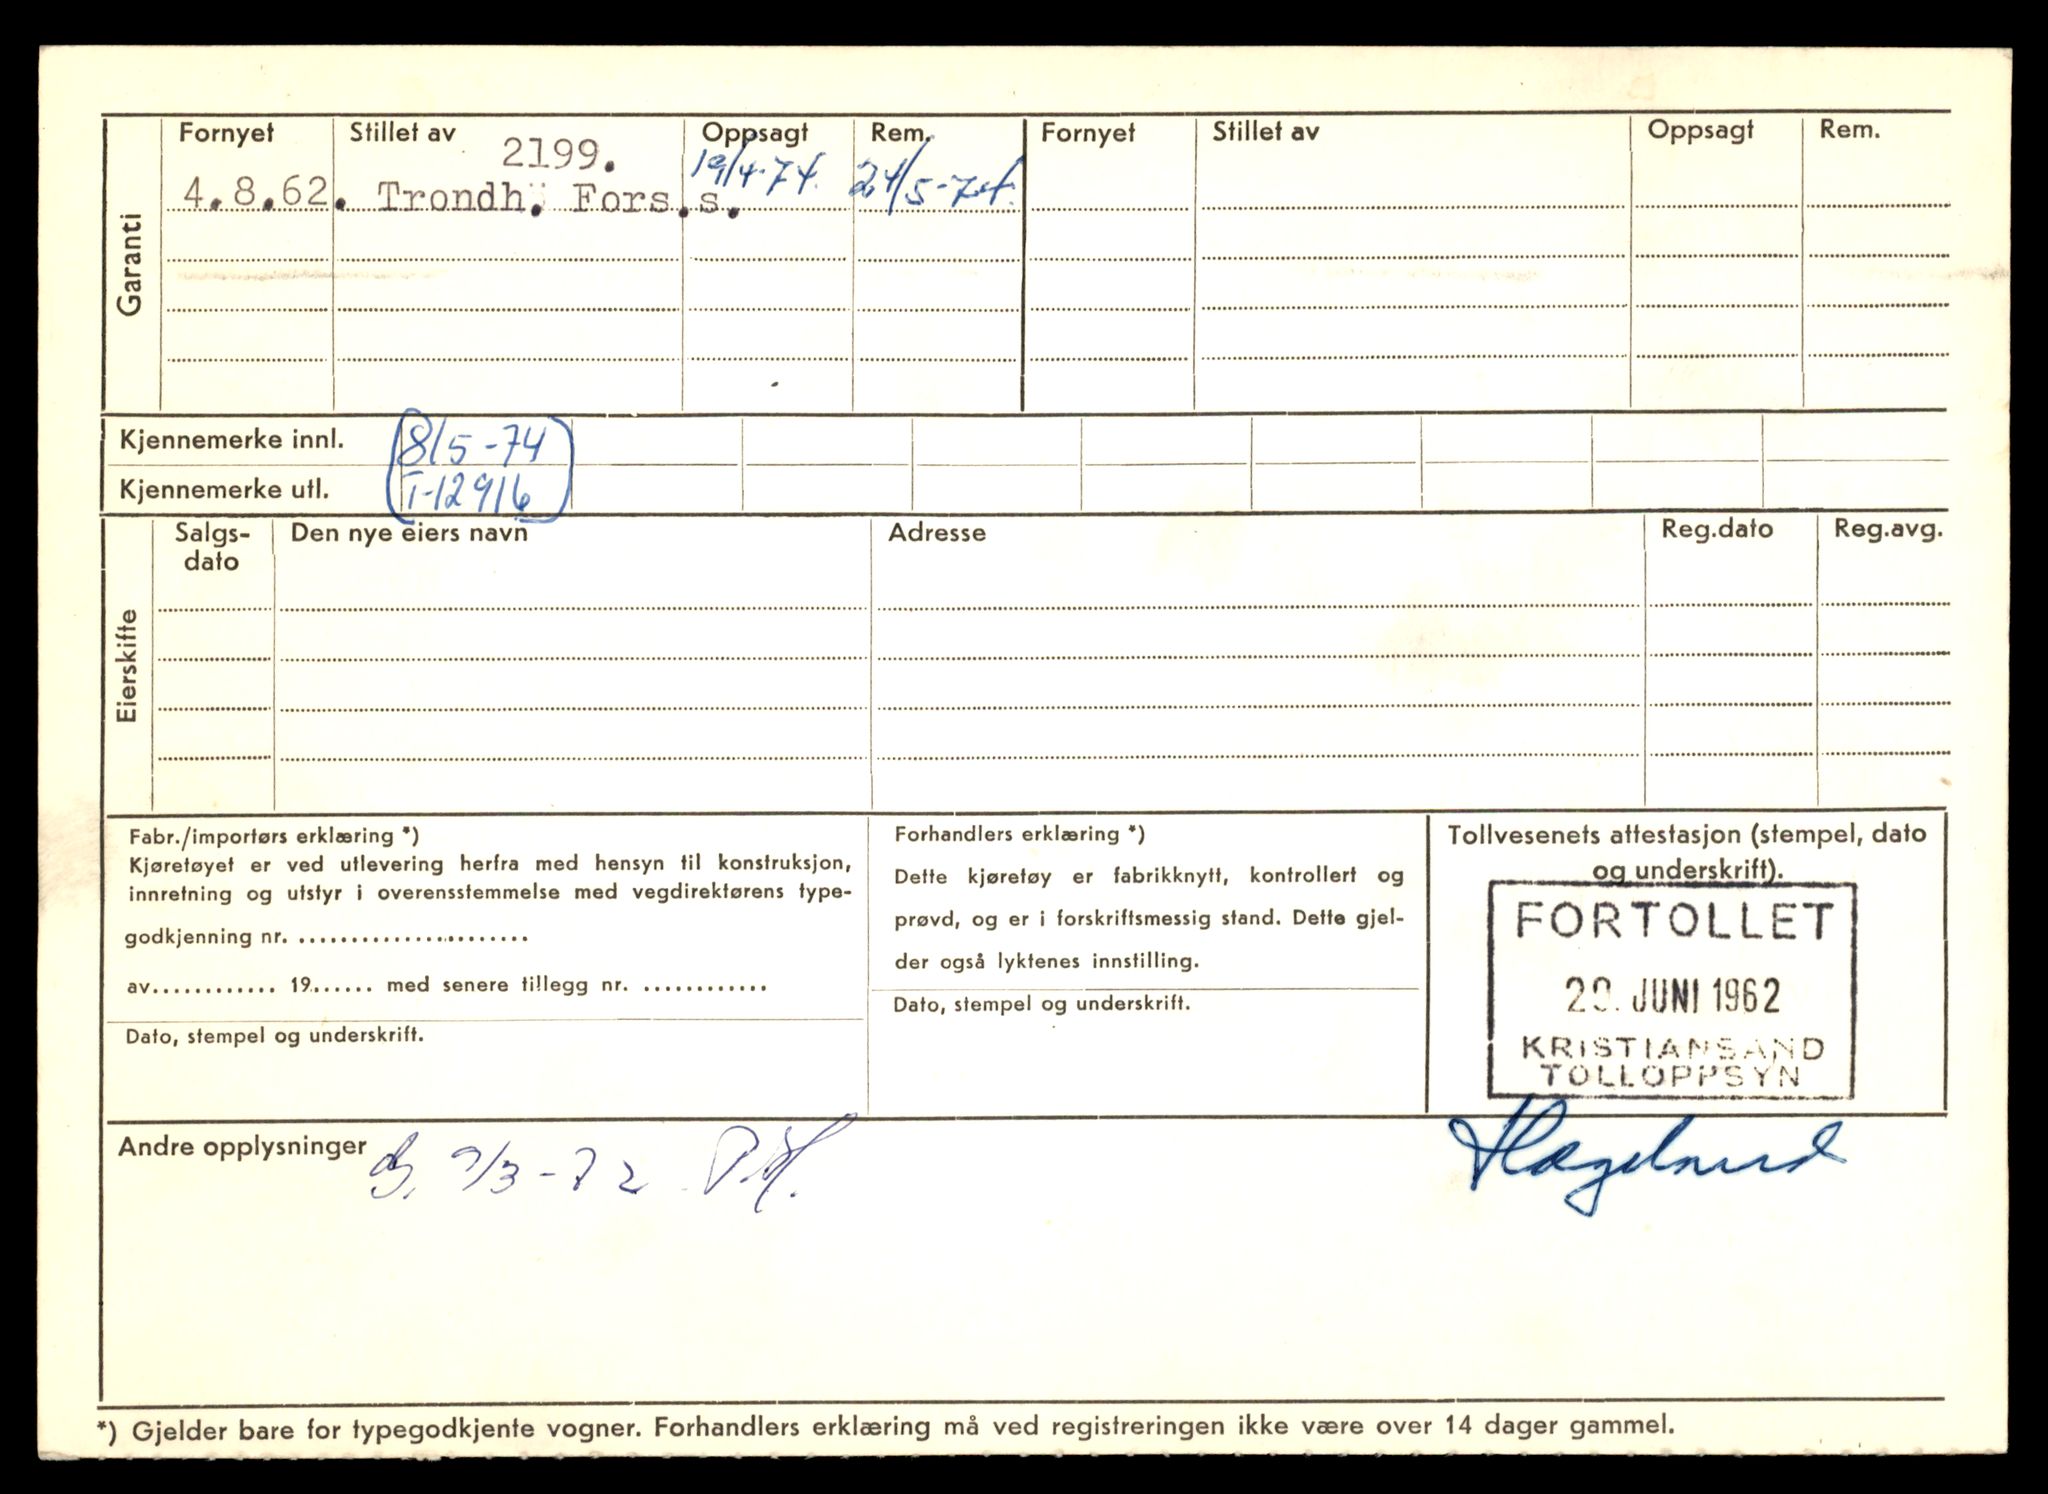 Garanti
Fornyet Stillet av Oppsagt Rem. Fornyet Stillet av Oppsagt Rem.
2199.
4.8.62. Trondh. Fors.s. 19/4-74. 24/5-74.
Kjennemerke innl. 8/5-74
Kjennemerke utl. T-12916
Eierskifte
Salgs-dato Den nye eiers navn Adresse Reg.dato Reg.avg.
Fabr./importørs erklæring *)
Kjøretøyet er ved utlevering herfra med hensyn til konstruksjon,
innretning og utstyr i overensstemmelse med vegdirektørens type-
godkjenning nr. ......................
av............ 19...... med senere tillegg nr. ............
Dato, stempel og underskrift.
Forhandlers erklæring *)
Dette kjøretøy er fabrikknytt, kontrollert og
prøvd, og er i forskriftsmessig stand. Dette gjel-
der også lyktenes innstilling.
Dato, stempel og underskrift.
Tollvesenets attestasjon (stempel, dato
og underskrift).
FORTOLLET
JUNI 1962
KRISTIANSAND
TOLLOPPSYN
Andre opplysninger /3-72 P.H.
*) Gjelder bare for typegodkjente vogner. Forhandlers erklæring må ved registreringen ikke være over 14 dager gammel.